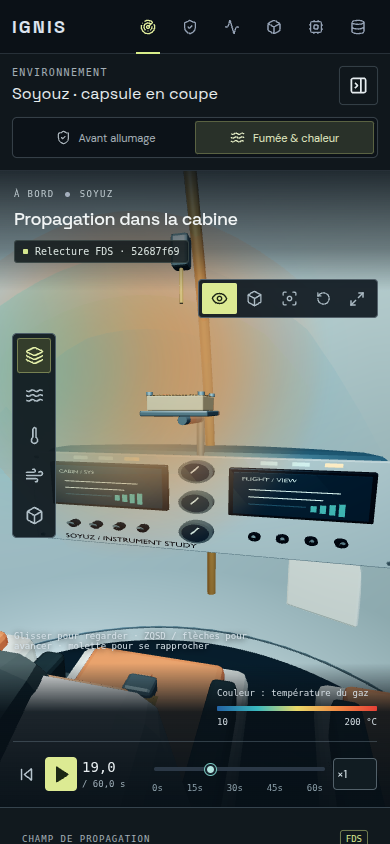 IGNIS
ENVIRONNEMENT
Soyouz · capsule en coupe
Avant allumage
Fumée & chaleur
À BORD ● SOYUZ
Propagation dans la cabine
Relecture FDS · 52687f69
CABIN / SYS
FLIGHT / VIEW
SOYUZ / INSTRUMENT STUDY
Glisser pour regarder · ZQSD / flèches pour
avancer · molette pour se rapprocher
Couleur : température du gaz
10 200 °C
19,0
/ 60,0 s
0s 15s 30s 45s 60s
×1
CHAMP DE PROPAGATION
FDS